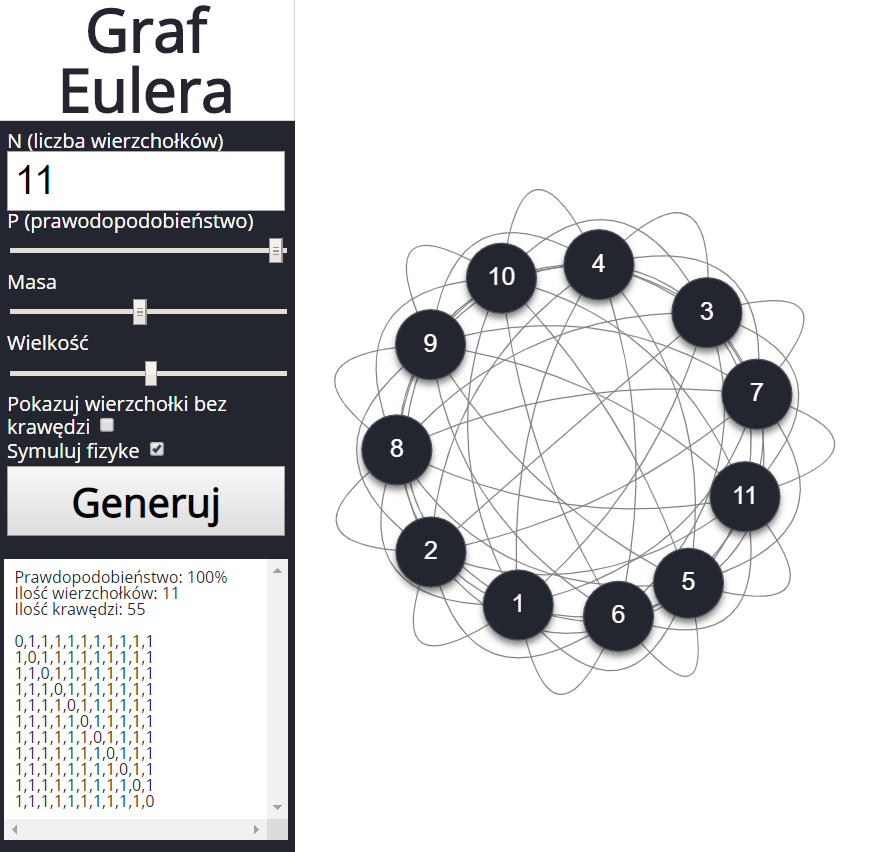 Graf
Eulera
N (liczba wierzchołków)
11
P (prawodopodobieństwo)
Masa
Wielkość
Pokazuj wierzchołki bez
krawędzi
Symuluj fizyke
Generuj
Prawdopodobieństwo: 100%
Ilość wierzchołków: 11
Ilość krawędzi: 55
0,1,1,1,1,1,1,1,1,1,1
1,0,1,1,1,1,1,1,1,1,1
1,1,0,1,1,1,1,1,1,1,1
1,1,1,0,1,1,1,1,1,1,1
1,1,1,1,0,1,1,1,1,1,1
1,1,1,1,1,0,1,1,1,1,1
1,1,1,1,1,1,0,1,1,1,1
1,1,1,1,1,1,1,0,1,1,1
1,1,1,1,1,1,1,1,0,1,1
1,1,1,1,1,1,1,1,1,0,1
1,1,1,1,1,1,1,1,1,1,0
4
10
3
9
7
8
11
2
5
1
6